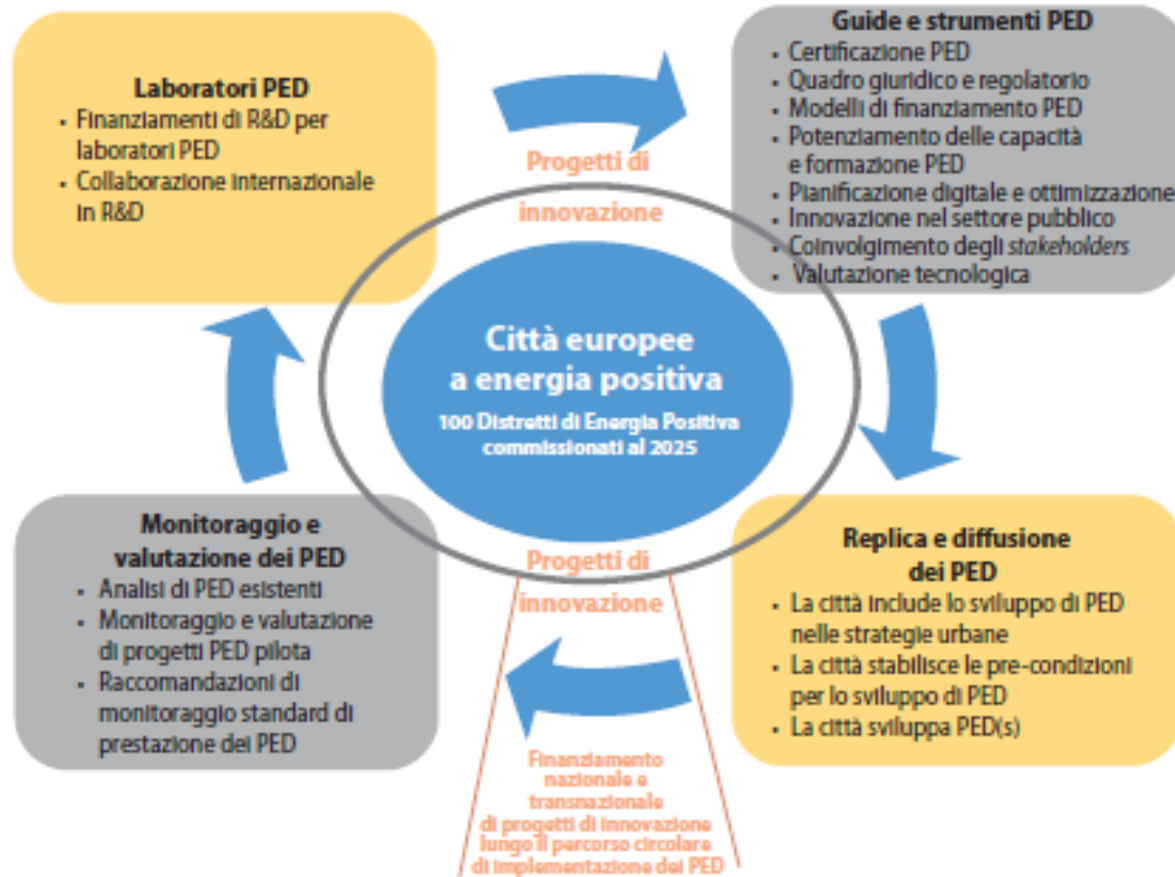 Laboratori PED
• Finanziamenti di R&D per
laboratori PED
• Collaborazione internazionale
in R&D
Progetti di
innovazione
Guide e strumenti PED
• Certificazione PED
• Quadro giuridico e regolatorio
• Modelli di finanziamento PED
• Potenziamento delle capacità
e formazione PED
• Pianificazione digitale e ottimizzazione
• Innovazione nel settore pubblico
• Coinvolgimento degli stakeholders
• Valutazione tecnologica
Città europee
a energia positiva
100 Distretti di Energia Positiva
commissionati al 2025
Monitoraggio e
valutazione dei PED
• Analisi di PED esistenti
• Monitoraggio e valutazione
di progetti PED pilota
• Raccomandazioni di
monitoraggio standard di
prestazione dei PED
Progetti di
innovazione
Replica e diffusione
dei PED
• La città include lo sviluppo di PED
nelle strategie urbane
• La città stabilisce le pre-condizioni
per lo sviluppo di PED
• La città sviluppa PED(s)
Finanziamento
nazionale e
transnazionale
di progetti di innovazione
lungo il percorso circolare
di implementazione dei PED